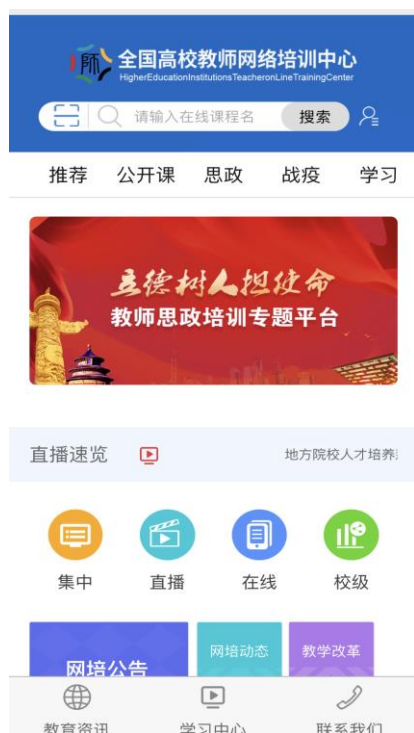 师
全国高校教师网络培训中心
HigherEducationInstitutionsTeacheronLineTrainingCenter
请输入在线课程名 搜索
推荐 公开课 思政 战疫 学习
立德树人担使命
教师思政培训专题平台
直播速览 地方院校人才培养
集中 直播 在线 校级
网培公告 网培动态 教学改革
教育资讯 学习中心 联系我们